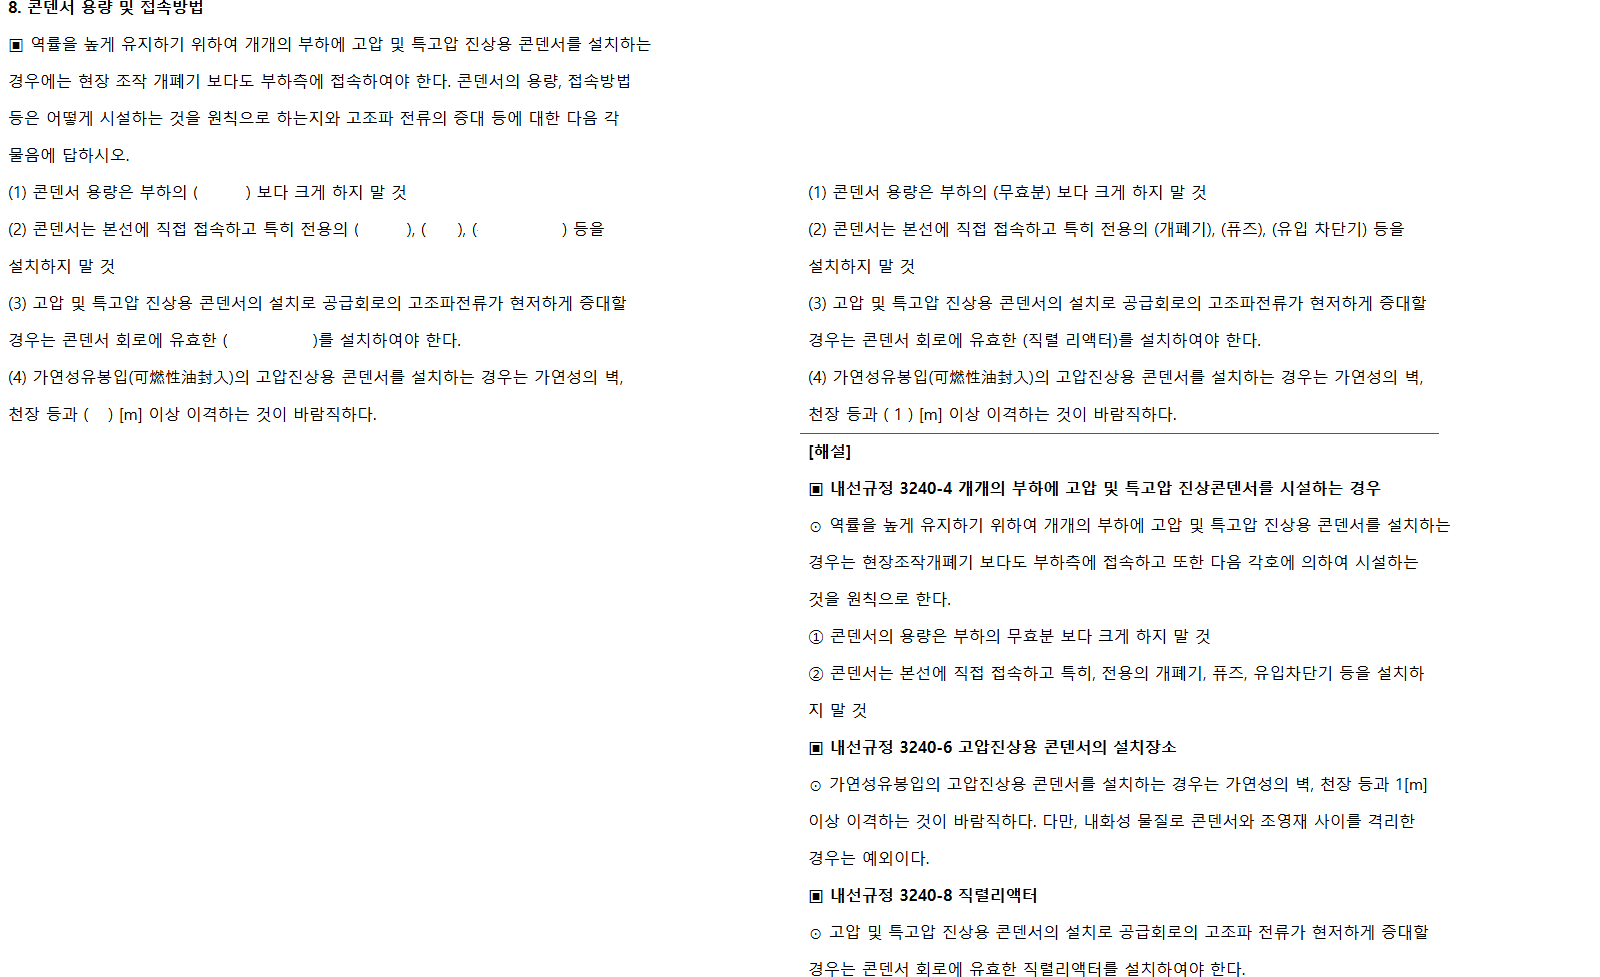 8. 콘덴서 용량 및 접속방법
▣ 역률을 높게 유지하기 위하여 개개의 부하에 고압 및 특고압 진상용 콘덴서를 설치하는
경우에는 현장 조작 개폐기 보다도 부하측에 접속하여야 한다. 콘덴서의 용량, 접속방법
등은 어떻게 시설하는 것을 원칙으로 하는지와 고조파 전류의 증대 등에 대한 다음 각
물음에 답하시오.
(1) 콘덴서 용량은 부하의 (          ) 보다 크게 하지 말 것
(2) 콘덴서는 본선에 직접 접속하고 특히 전용의 (          ), (      ), (                  ) 등을
설치하지 말 것
(3) 고압 및 특고압 진상용 콘덴서의 설치로 공급회로의 고조파전류가 현저하게 증대할
경우는 콘덴서 회로에 유효한 (                  )를 설치하여야 한다.
(4) 가연성유봉입(可燃性油封入)의 고압진상용 콘덴서를 설치하는 경우는 가연성의 벽,
천장 등과 (    ) [m] 이상 이격하는 것이 바람직하다.
(1) 콘덴서 용량은 부하의 (무효분) 보다 크게 하지 말 것
(2) 콘덴서는 본선에 직접 접속하고 특히 전용의 (개폐기), (퓨즈), (유입 차단기) 등을
설치하지 말 것
(3) 고압 및 특고압 진상용 콘덴서의 설치로 공급회로의 고조파전류가 현저하게 증대할
경우는 콘덴서 회로에 유효한 (직렬 리액터)를 설치하여야 한다.
(4) 가연성유봉입(可燃性油封入)의 고압진상용 콘덴서를 설치하는 경우는 가연성의 벽,
천장 등과 ( 1 ) [m] 이상 이격하는 것이 바람직하다.
[해설]
▣ 내선규정 3240-4 개개의 부하에 고압 및 특고압 진상콘덴서를 시설하는 경우
⊙ 역률을 높게 유지하기 위하여 개개의 부하에 고압 및 특고압 진상용 콘덴서를 설치하는
경우는 현장조작개폐기 보다도 부하측에 접속하고 또한 다음 각호에 의하여 시설하는
것을 원칙으로 한다.
① 콘덴서의 용량은 부하의 무효분 보다 크게 하지 말 것
② 콘덴서는 본선에 직접 접속하고 특히, 전용의 개폐기, 퓨즈, 유입차단기 등을 설치하
지 말 것
▣ 내선규정 3240-6 고압진상용 콘덴서의 설치장소
⊙ 가연성유봉입의 고압진상용 콘덴서를 설치하는 경우는 가연성의 벽, 천장 등과 1[m]
이상 이격하는 것이 바람직하다. 다만, 내화성 물질로 콘덴서와 조영재 사이를 격리한
경우는 예외이다.
▣ 내선규정 3240-8 직렬리액터
⊙ 고압 및 특고압 진상용 콘덴서의 설치로 공급회로의 고조파 전류가 현저하게 증대할
경우는 콘덴서 회로에 유효한 직렬리액터를 설치하여야 한다.